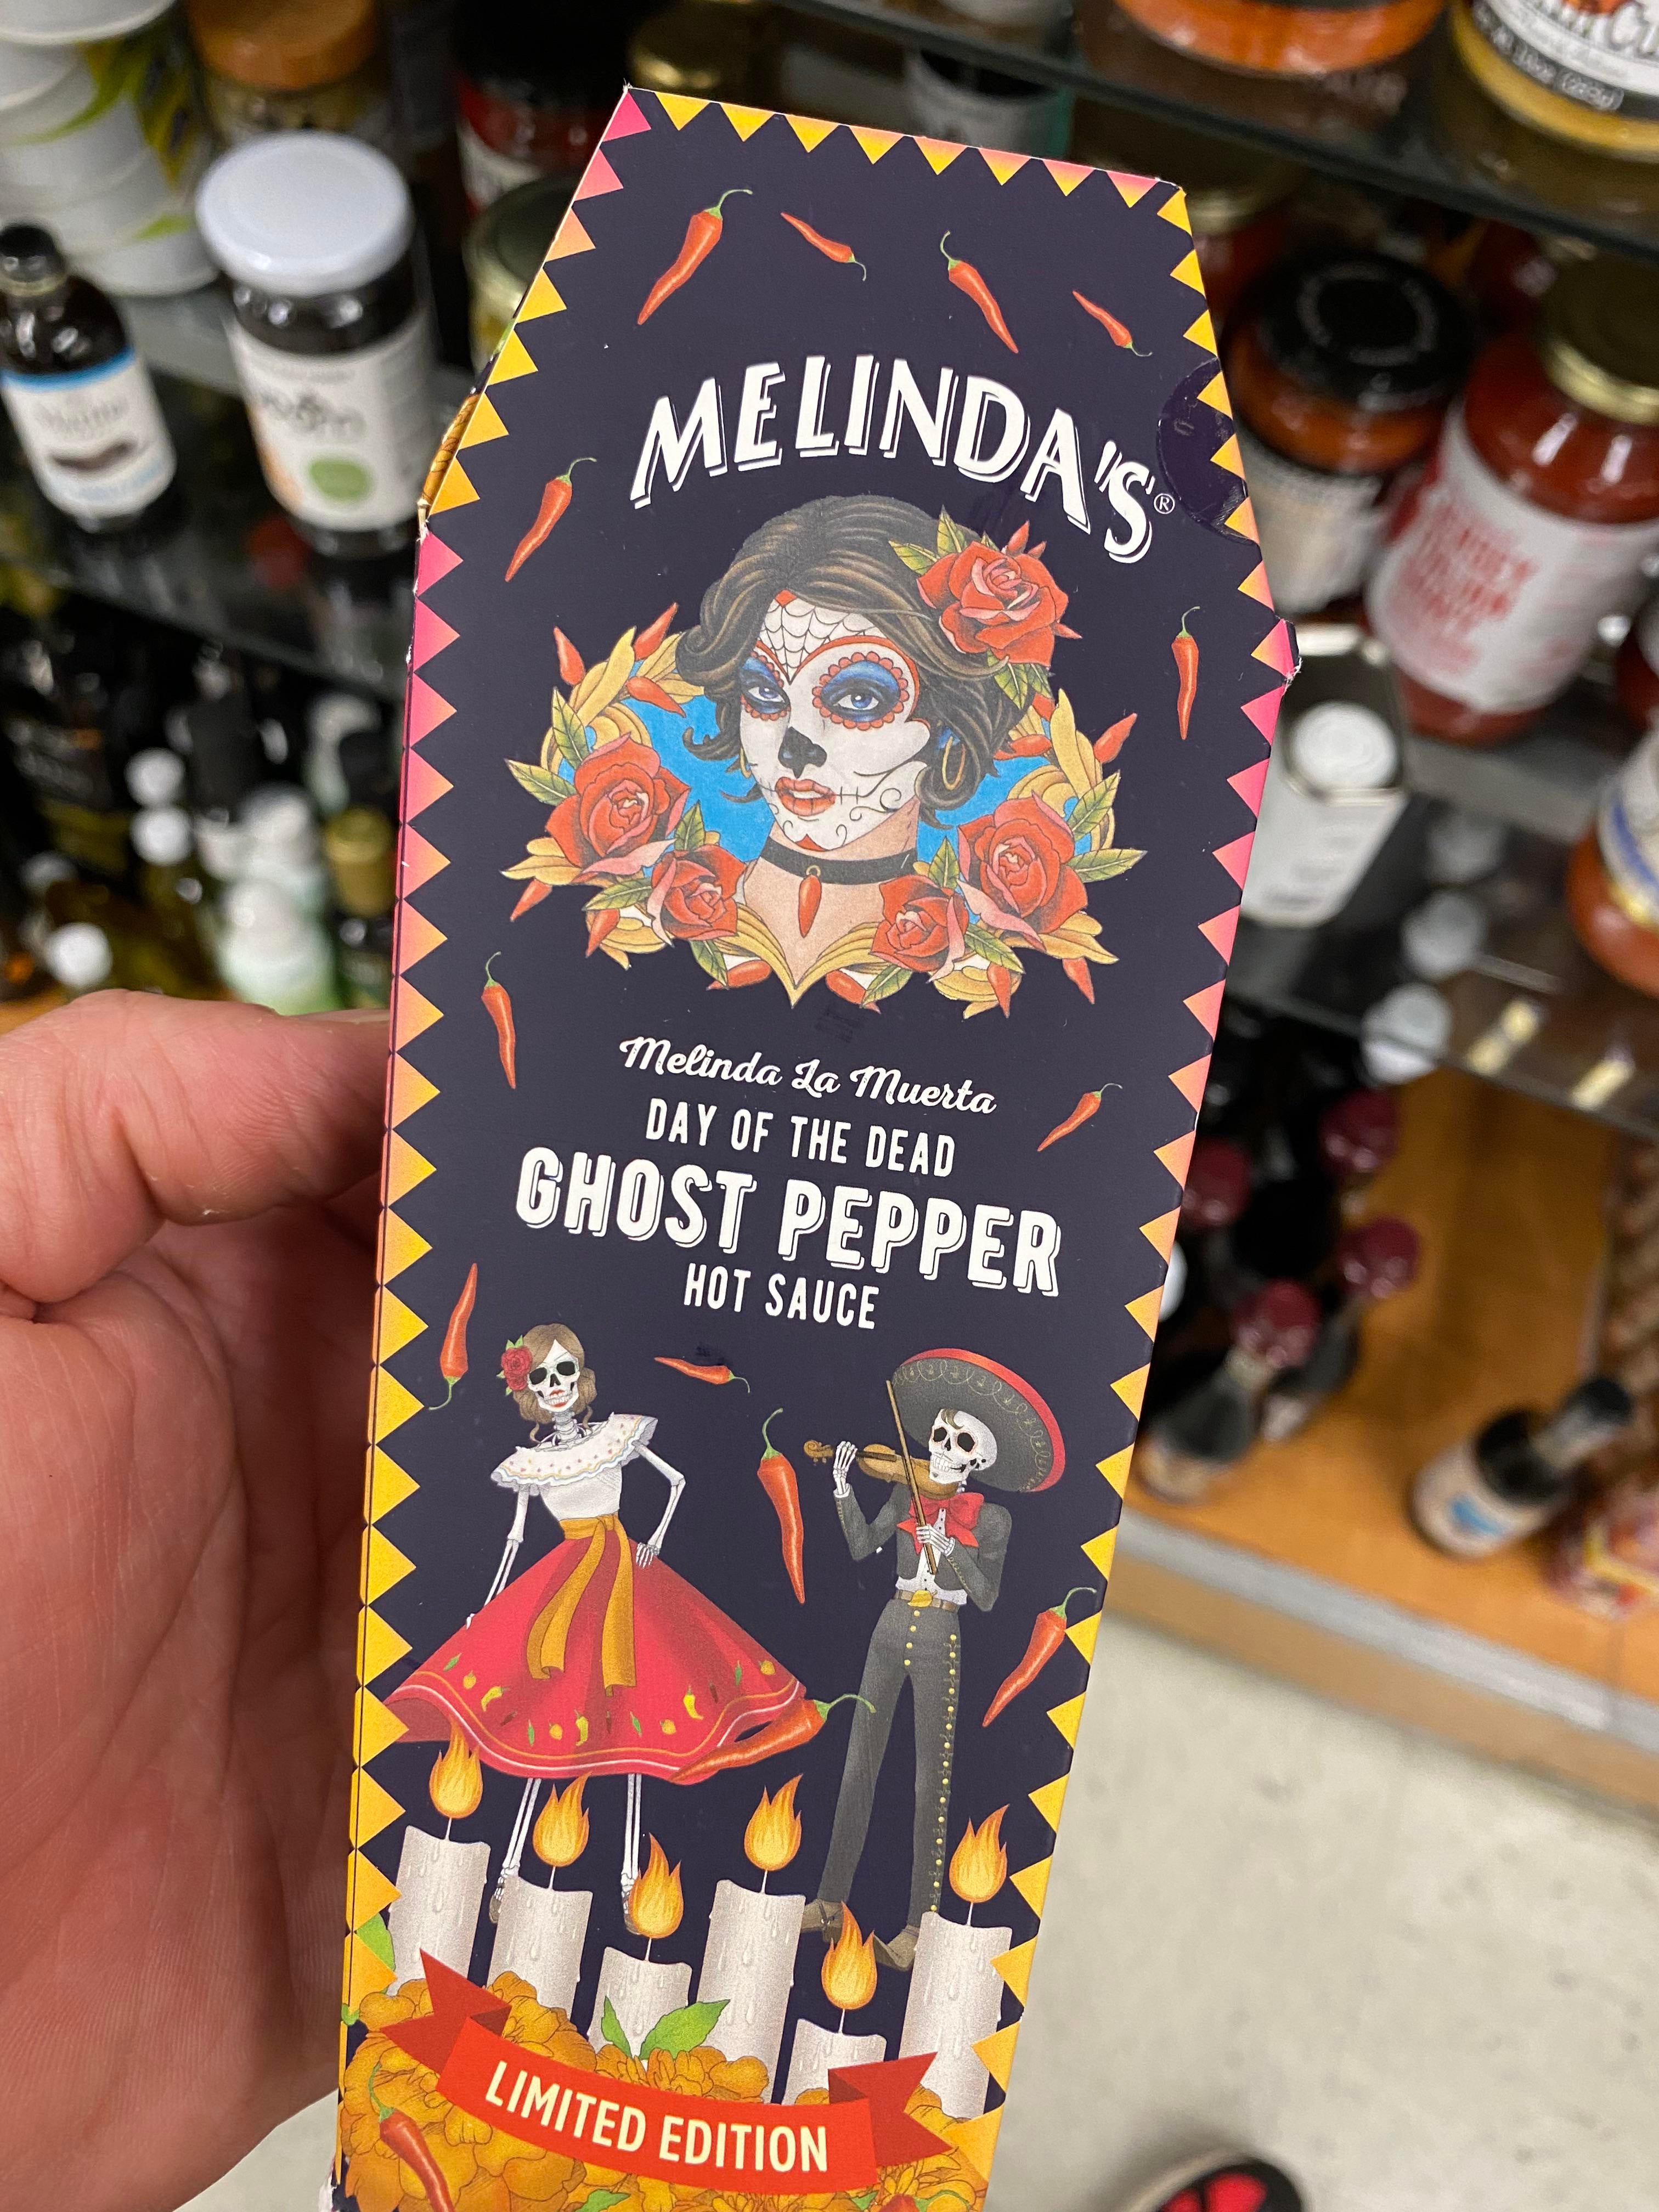 MELINDA'S®
Melinda La Muerta
DAY OF THE DEAD
GHOST PEPPER
HOT SAUCE
LIMITED EDITION